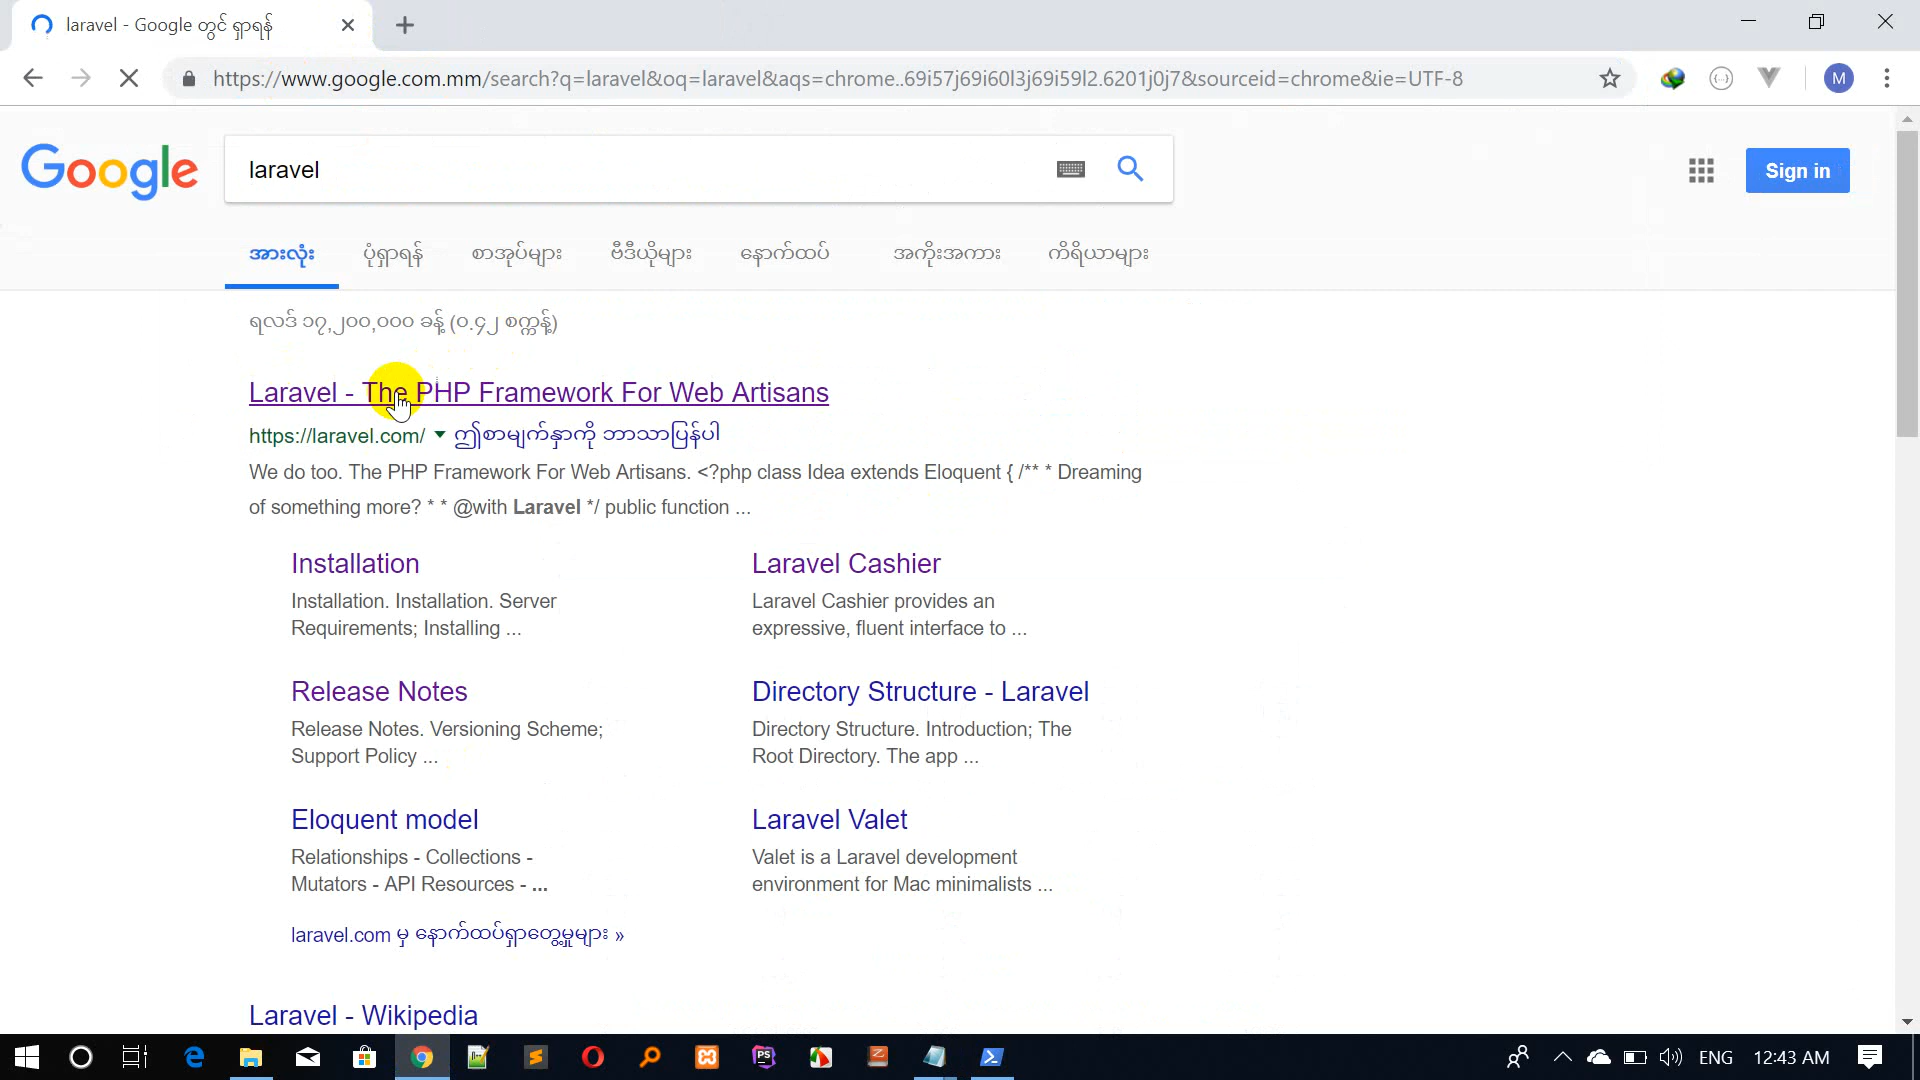 laravel - Google တွင် ရှာရန်
https://www.google.com.mm/search?q=laravel&oq=laravel&aqs=chrome..69i57j69i60l3j69i59l2.6201j0j7&sourceid=chrome&ie=UTF-8
M
Google
laravel
Sign in
အားလုံး ပုံရှာရန် စာအုပ်များ ဗီဒီယိုများ နောက်ထပ် အကိုးအကား ကိရိယာများ
ရလဒ် ၁၇,၂၀၀,၀၀၀ ခန့် (၀.၄၂ စက္ကန့်)
Laravel - The PHP Framework For Web Artisans
https://laravel.com/ ဤစာမျက်နှာကို ဘာသာပြန်ပါ
We do too. The PHP Framework For Web Artisans. <?php class Idea extends Eloquent { /** * Dreaming
of something more? * * @with Laravel */ public function ...
Installation
Installation. Installation. Server
Requirements; Installing ...
Laravel Cashier
Laravel Cashier provides an
expressive, fluent interface to ...
Release Notes
Release Notes. Versioning Scheme;
Support Policy ...
Directory Structure - Laravel
Directory Structure. Introduction; The
Root Directory. The app ...
Eloquent model
Relationships - Collections -
Mutators - API Resources - ...
Laravel Valet
Valet is a Laravel development
environment for Mac minimalists ...
laravel.com မှ နောက်ထပ်ရှာတွေ့မှုများ »
Laravel - Wikipedia
ENG 12:43 AM